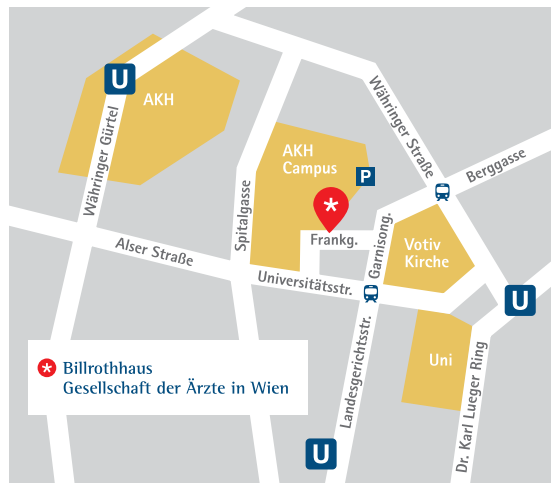 U
AKH
Währinger Gürtel
Währinger Straße
AKH
Campus
P
Berggasse
Spitalgasse
*
Frankg.
Garnisong.
Votiv
Kirche
Alser Straße
Universitätsstr.
U
Landesgerichtsstr.
Uni
Dr. Karl Lueger Ring
* Billrothhaus
Gesellschaft der Ärzte in Wien
U